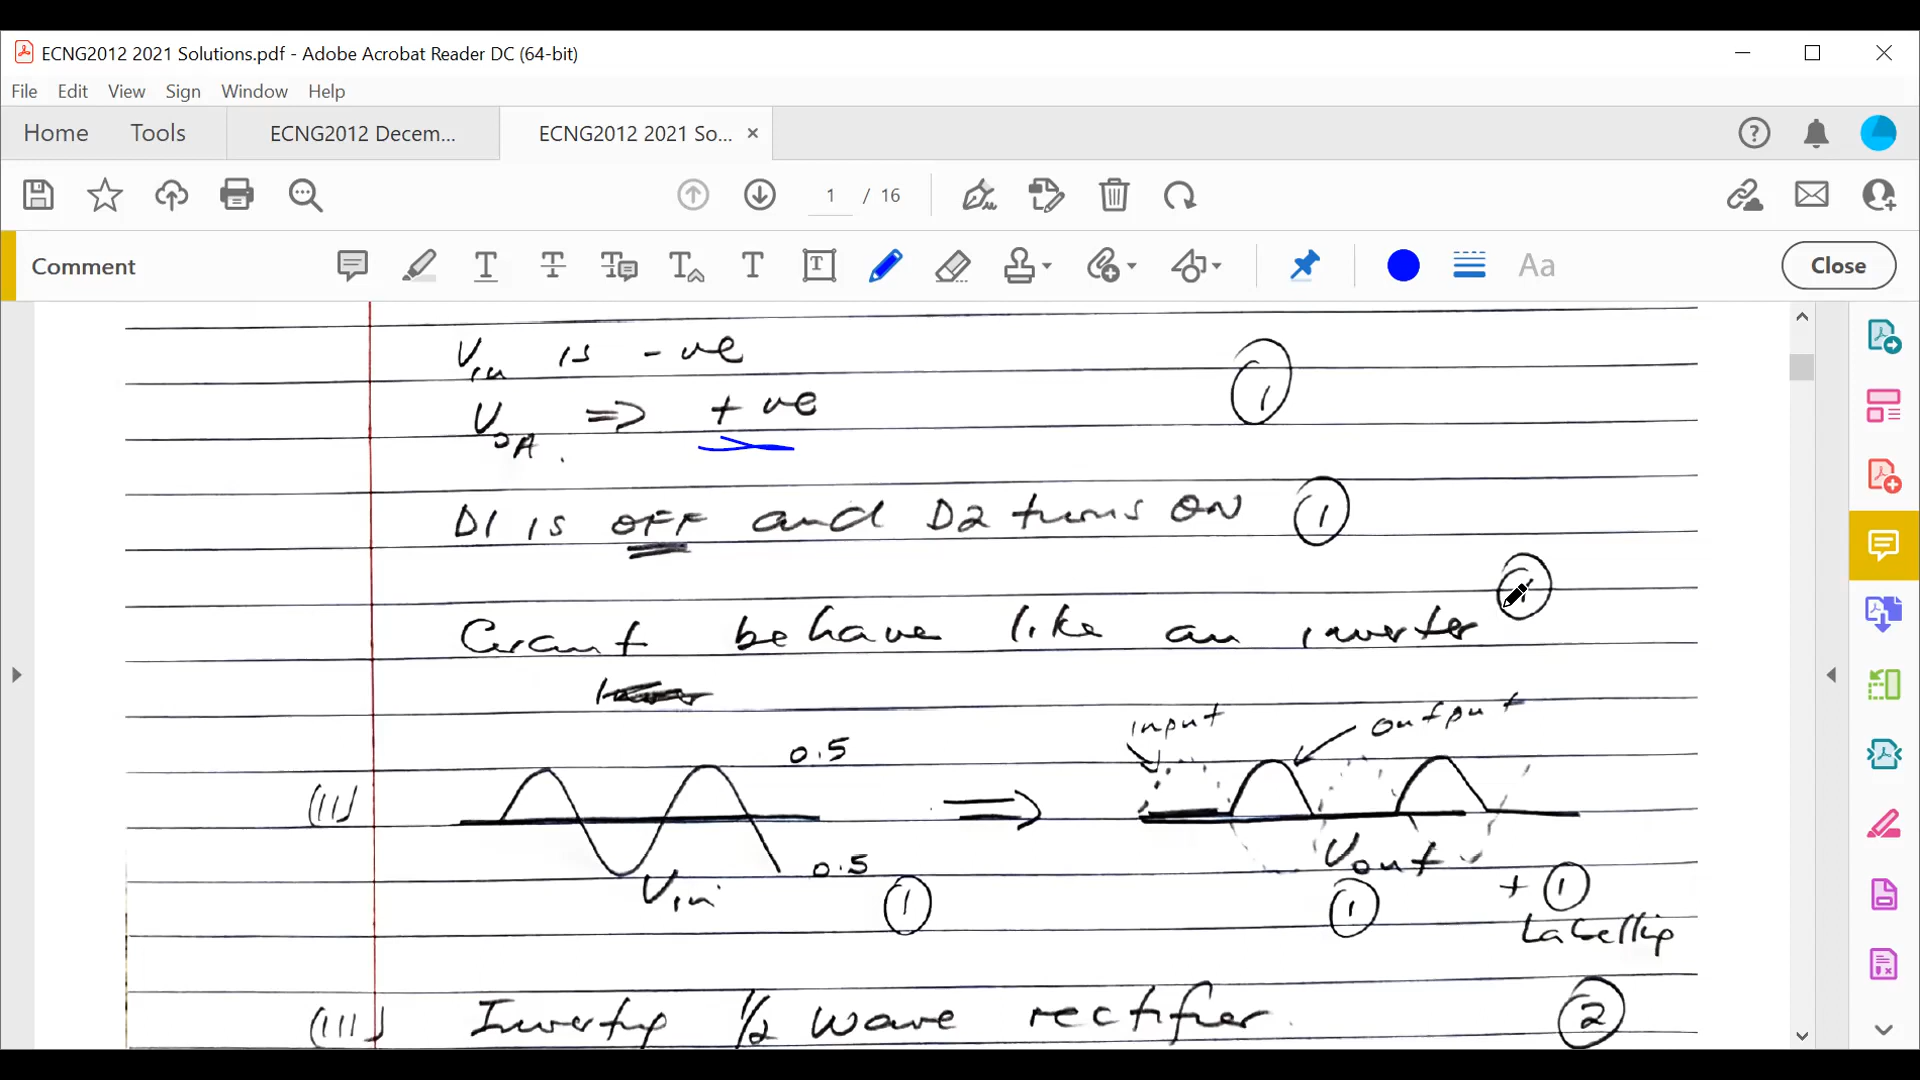 ECNG2012 2021 Solutions.pdf - Adobe Acrobat Reader DC (64-bit)
File Edit View Sign Window Help
Home Tools ECNG2012 Decem... ECNG2012 2021 So... ×
1 / 16
Comment Aa Close
Vin is -ve 1
VOA. => +ve
D1 is OFF and D2 turns ON 1
Circuit behave like an inverter
input output
(ii) 0.5 =>
0.5
Vin 1 Vout 1 + 1
Labelling
(iii) Inverting 1/2 wave rectifier. 2